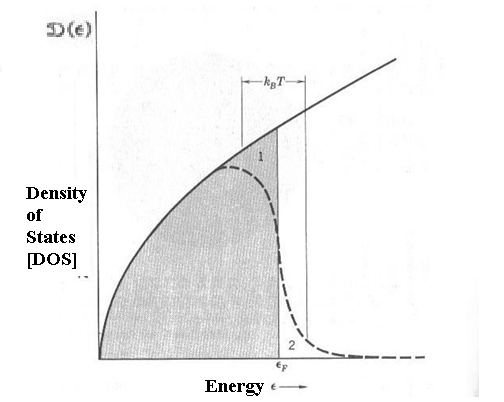 D(ϵ)
k_B T
1
Density
of
States
[DOS]
2
ϵ_F
Energy ϵ